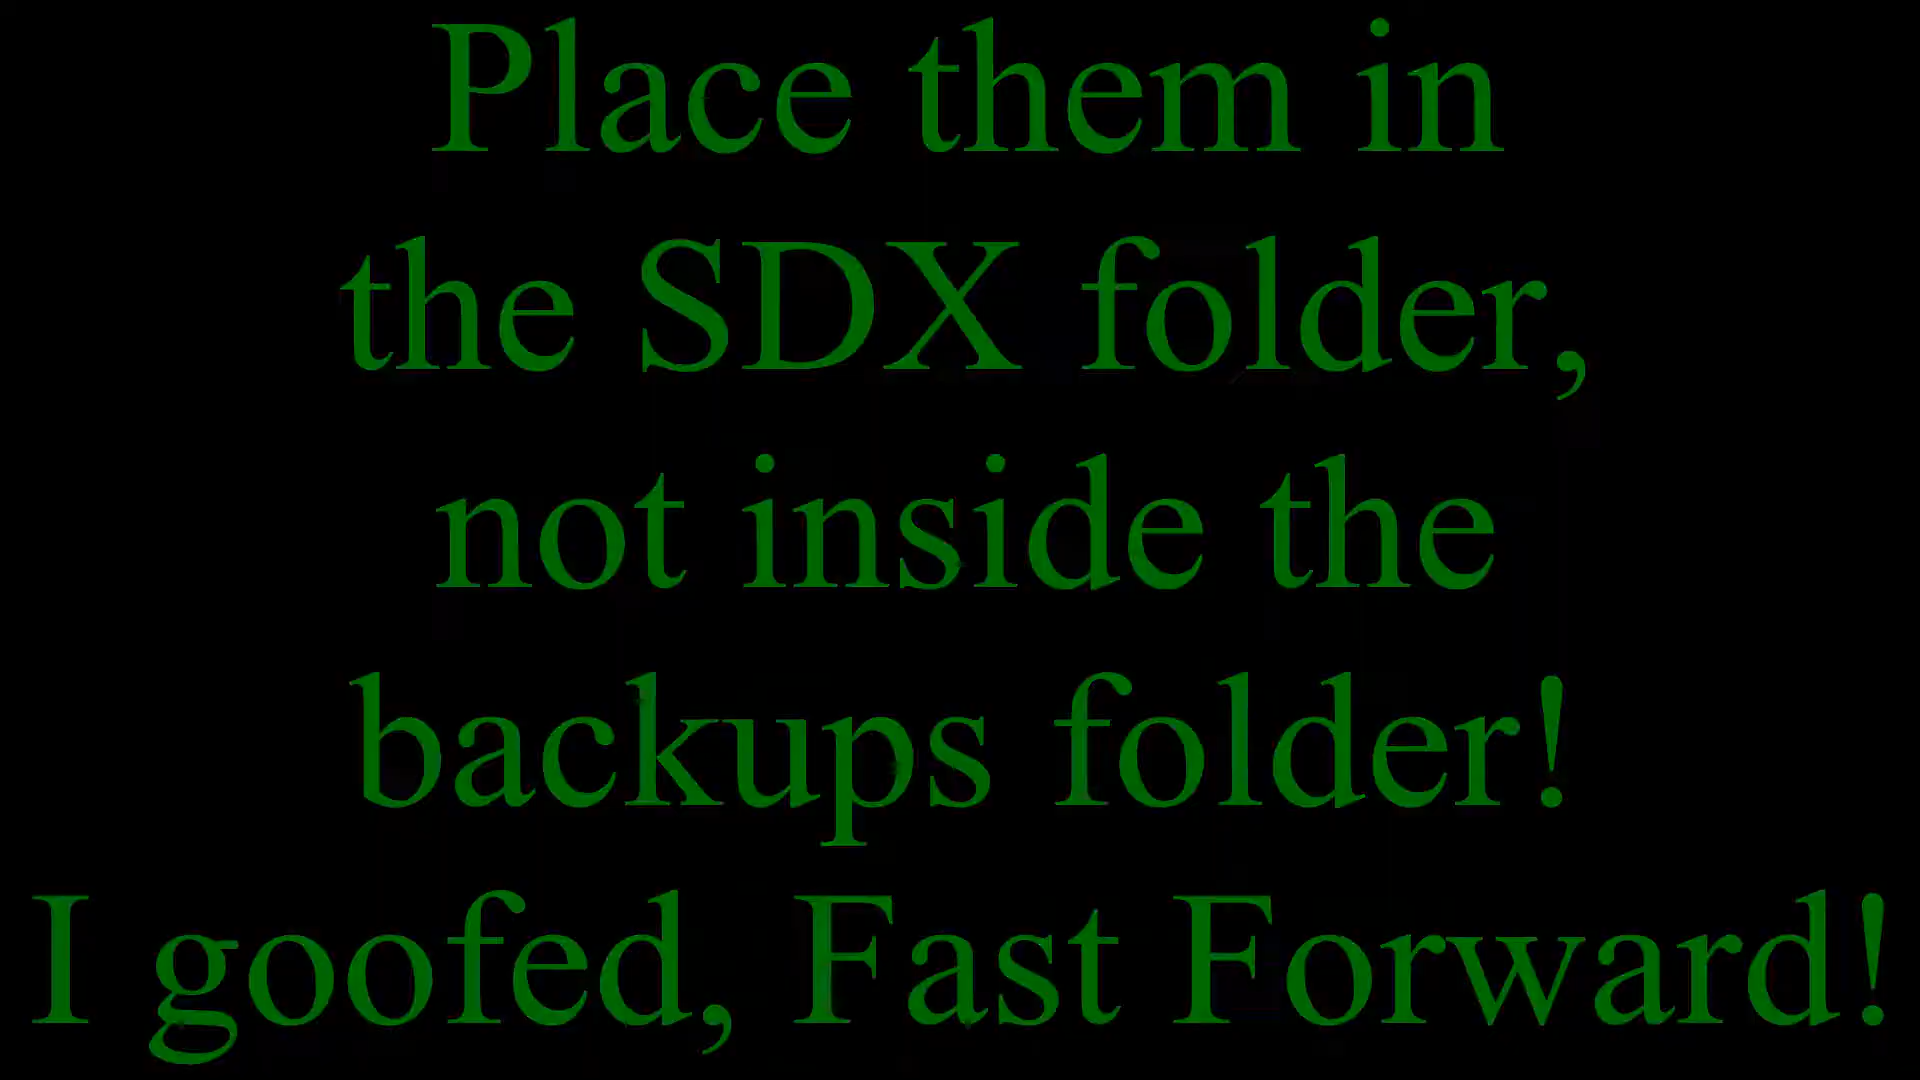 Place them in
the SDX folder,
not inside the
backups folder!
I goofed, Fast Forward!